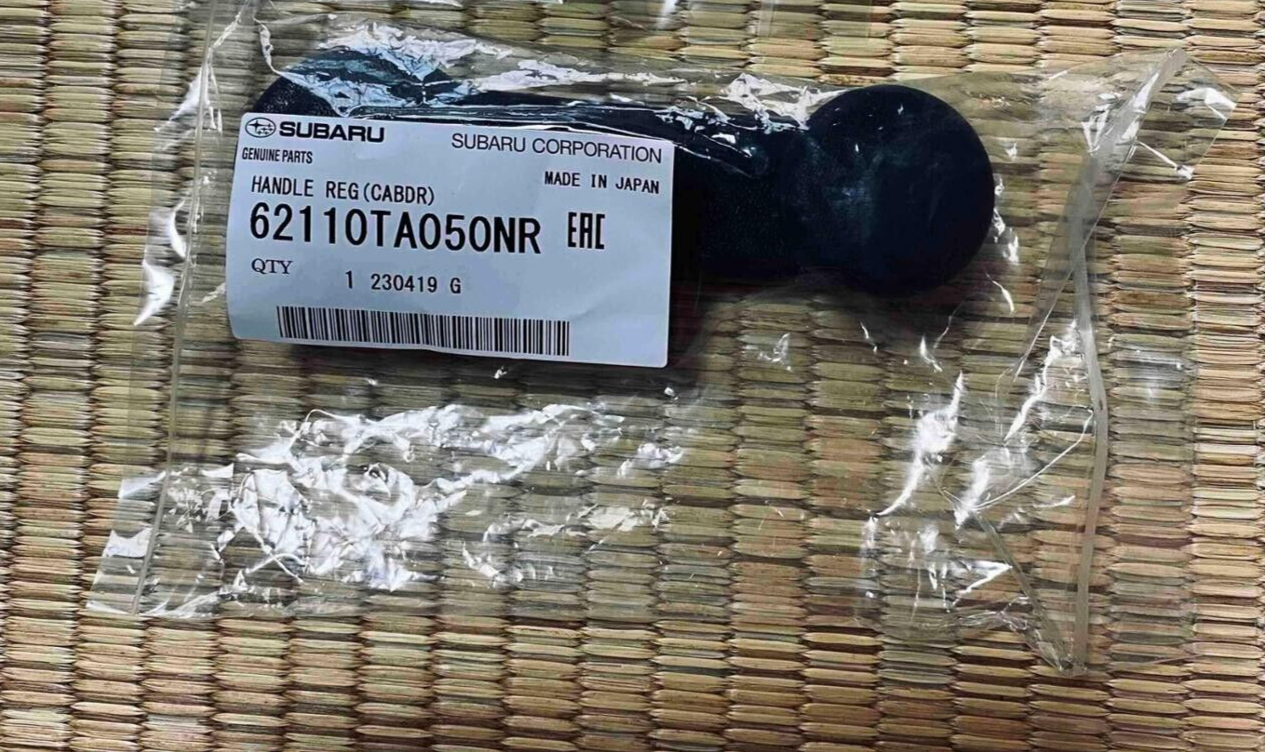 SUBARU
SUBARU CORPORATION
GENUINE PARTS
MADE IN JAPAN
HANDLE REG(CABDR)
62110TA050NR EAC
QTY
1 230419 G